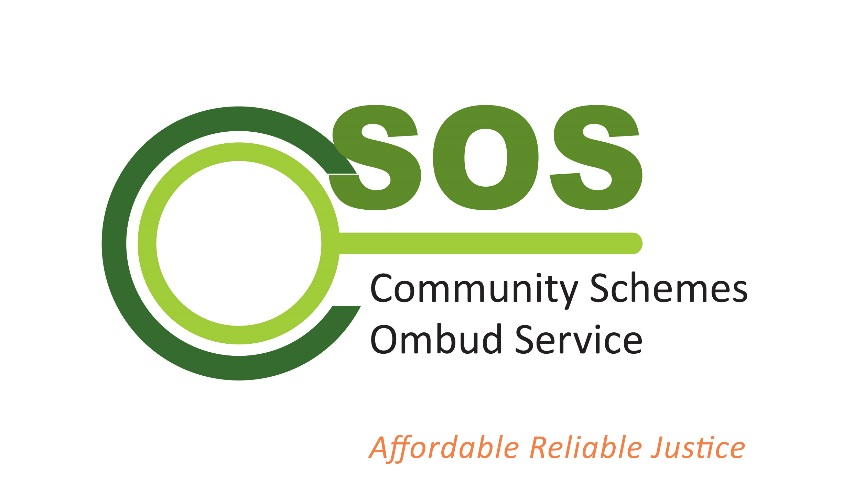 CSOS
Community Schemes
Ombud Service
Affordable Reliable Justice